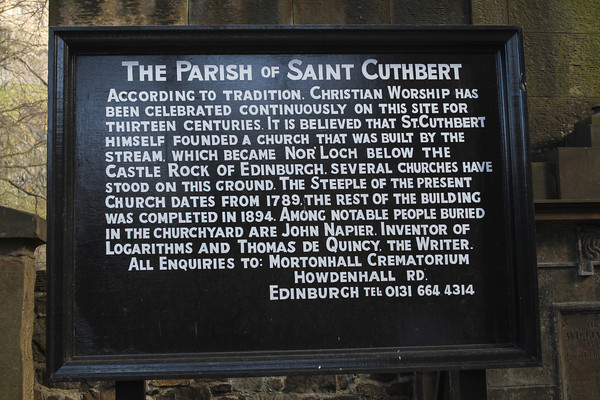 THE PARISH OF SAINT CUTHBERT
ACCORDING TO TRADITION, CHRISTIAN WORSHIP HAS
BEEN CELEBRATED CONTINUOUSLY ON THIS SITE FOR
THIRTEEN CENTURIES. IT IS BELIEVED THAT ST. CUTHBERT
HIMSELF FOUNDED A CHURCH THAT WAS BUILT BY THE
STREAM, WHICH BECAME NOR' LOCH BELOW THE
CASTLE ROCK OF EDINBURGH. SEVERAL CHURCHES HAVE
STOOD ON THIS GROUND. THE STEEPLE OF THE PRESENT
CHURCH DATES FROM 1789, THE REST OF THE BUILDING
WAS COMPLETED IN 1894. AMONG NOTABLE PEOPLE BURIED
IN THE CHURCHYARD ARE JOHN NAPIER, INVENTOR OF
LOGARITHMS AND THOMAS DE QUINCY, THE WRITER.
ALL ENQUIRIES TO: MORTONHALL CREMATORIUM
HOWDENHALL RD.
EDINBURGH TEL 0131 664 4314